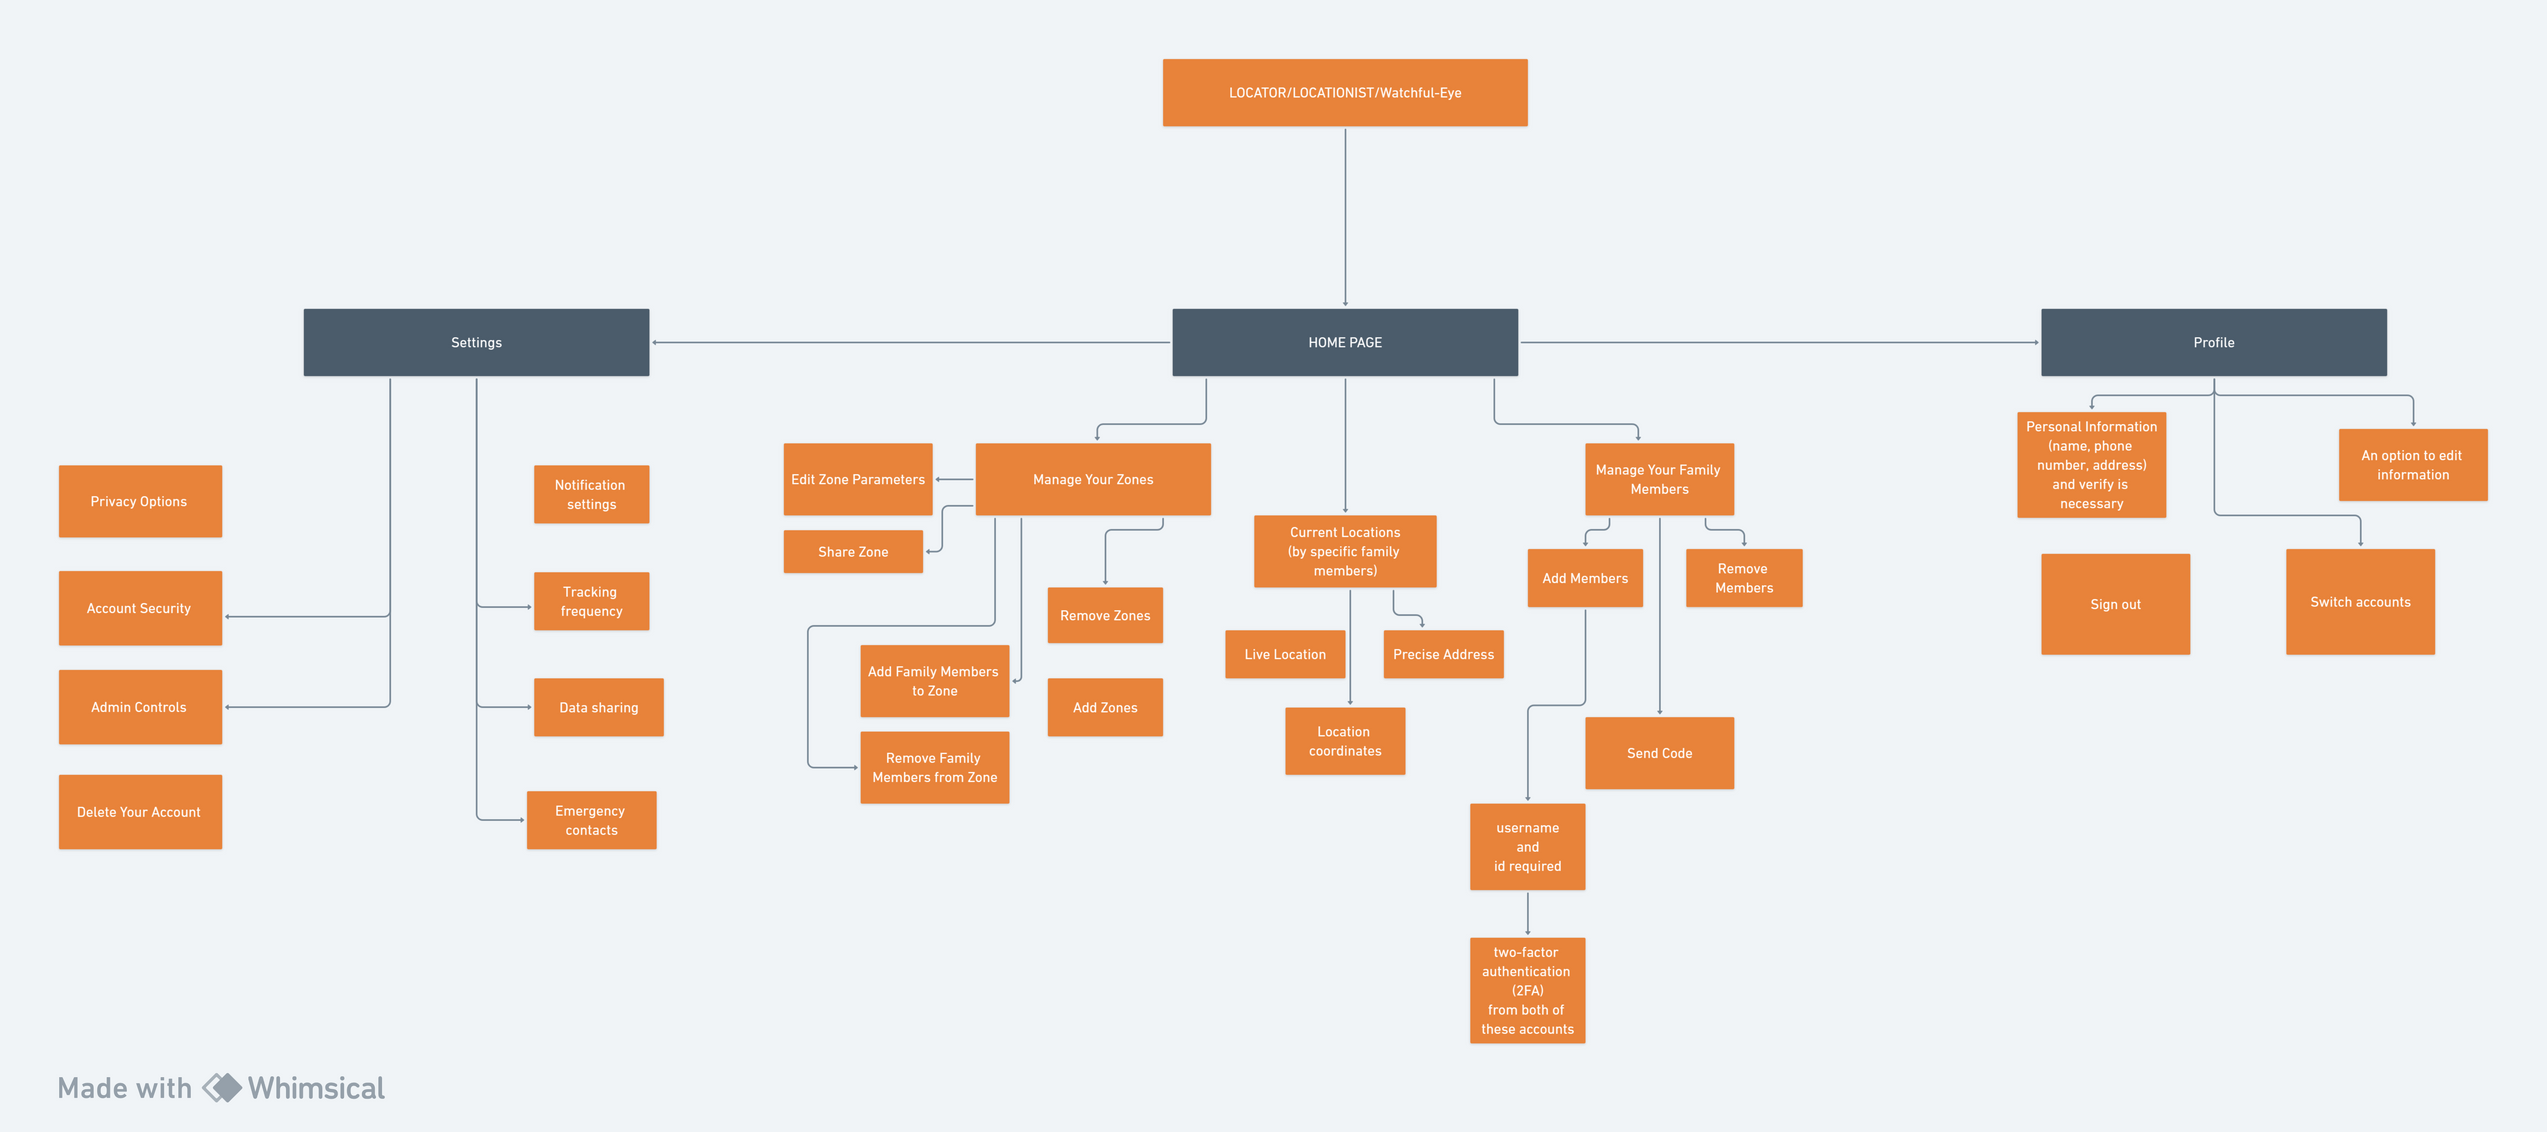 LOCATOR/LOCATIONIST/Watchful-Eye
Settings
HOME PAGE
Profile
Privacy Options
Account Security
Admin Controls
Delete Your Account
Notification
settings
Tracking
frequency
Data sharing
Emergency
contacts
Edit Zone Parameters
Share Zone
Manage Your Zones
Remove Zones
Add Family Members
to Zone
Add Zones
Remove Family
Members from Zone
Current Locations
(by specific family
members)
Live Location
Precise Address
Location
coordinates
Manage Your Family
Members
Add Members
Remove
Members
Send Code
username
and
id required
two-factor
authentication
(2FA)
from both of
these accounts
Personal Information
(name, phone
number, address)
and verify is
necessary
An option to edit
information
Sign out
Switch accounts
Made with Whimsical